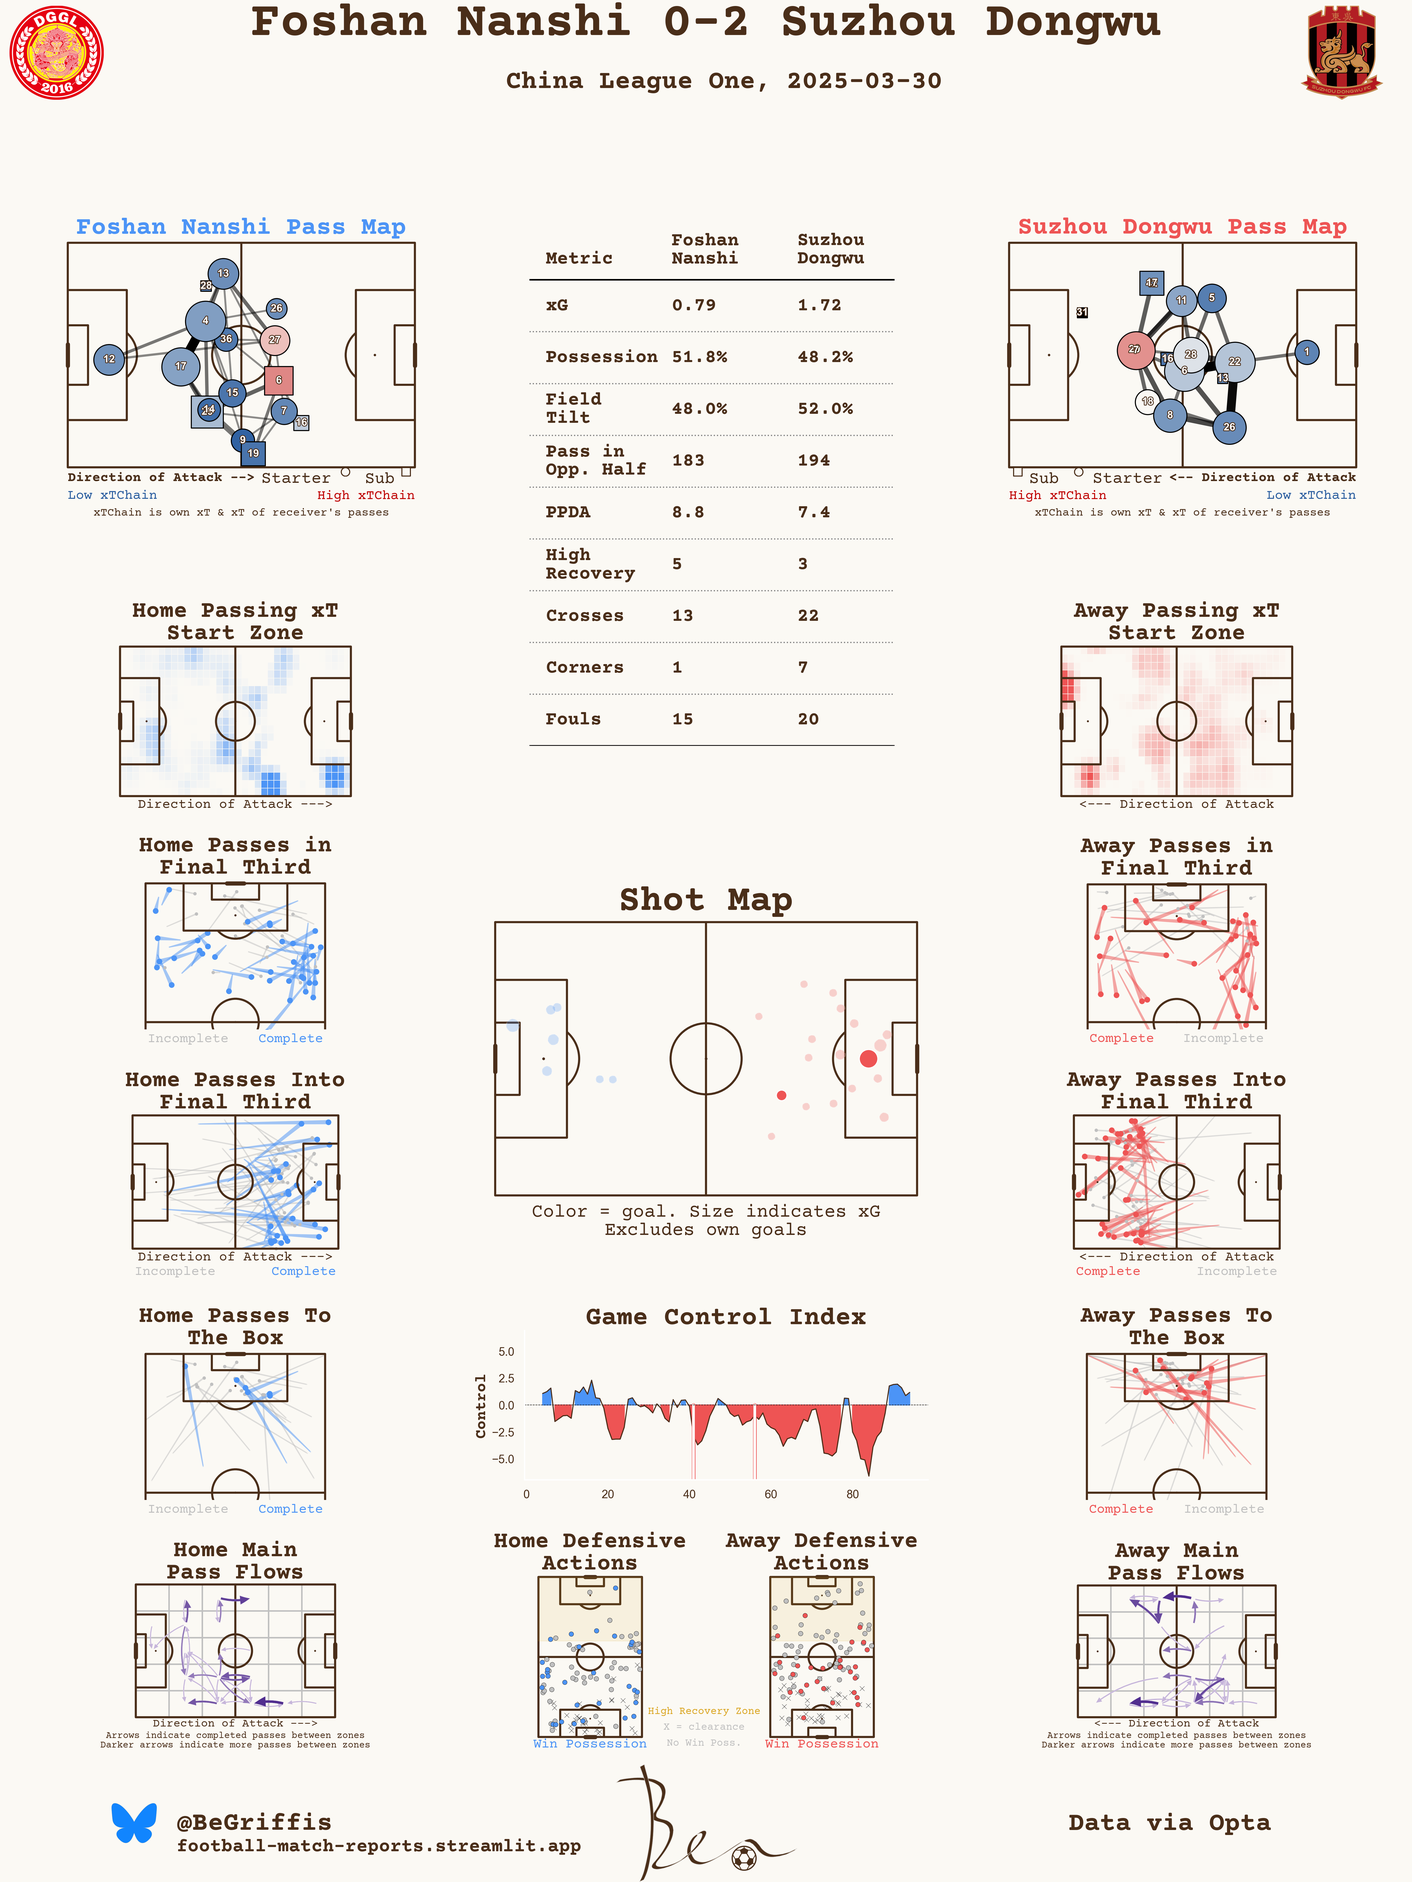 Foshan Nanshi 0-2 Suzhou Dongwu
China League One, 2025-03-30
DGGL
2016
SUZHOU DONGWU FC
Foshan Nanshi Pass Map
13
28
4
26
36
27
12
17
6
15
14
7
16
9
19
Direction of Attack --> Starter Sub
Low xTChain High xTChain
xTChain is own xT & xT of receiver's passes
Metric Foshan Nanshi Suzhou Dongwu
xG 0.79 1.72
Possession 51.8% 48.2%
Field Tilt 48.0% 52.0%
Pass in Opp. Half 183 194
PPDA 8.8 7.4
High Recovery 5 3
Crosses 13 22
Corners 1 7
Fouls 15 20
Suzhou Dongwu Pass Map
47
11
5
31
27
16
28
22
1
6
13
18
8
26
Sub Starter <-- Direction of Attack
High xTChain Low xTChain
xTChain is own xT & xT of receiver's passes
Home Passing xT
Start Zone
Direction of Attack --->
Away Passing xT
Start Zone
<--- Direction of Attack
Home Passes in
Final Third
Incomplete Complete
Away Passes in
Final Third
Complete Incomplete
Shot Map
Color = goal. Size indicates xG
Excludes own goals
Home Passes Into
Final Third
Direction of Attack --->
Incomplete Complete
Away Passes Into
Final Third
<--- Direction of Attack
Complete Incomplete
Home Passes To
The Box
Incomplete Complete
Game Control Index
Control
5.0
2.5
0.0
−2.5
−5.0
0 20 40 60 80
Away Passes To
The Box
Complete Incomplete
Home Main
Pass Flows
Direction of Attack --->
Arrows indicate completed passes between zones
Darker arrows indicate more passes between zones
Home Defensive
Actions
Win Possession
High Recovery Zone
X = clearance
No Win Poss.
Away Defensive
Actions
Win Possession
Away Main
Pass Flows
<--- Direction of Attack
Arrows indicate completed passes between zones
Darker arrows indicate more passes between zones
@BeGriffis
football-match-reports.streamlit.app
Ben
Data via Opta